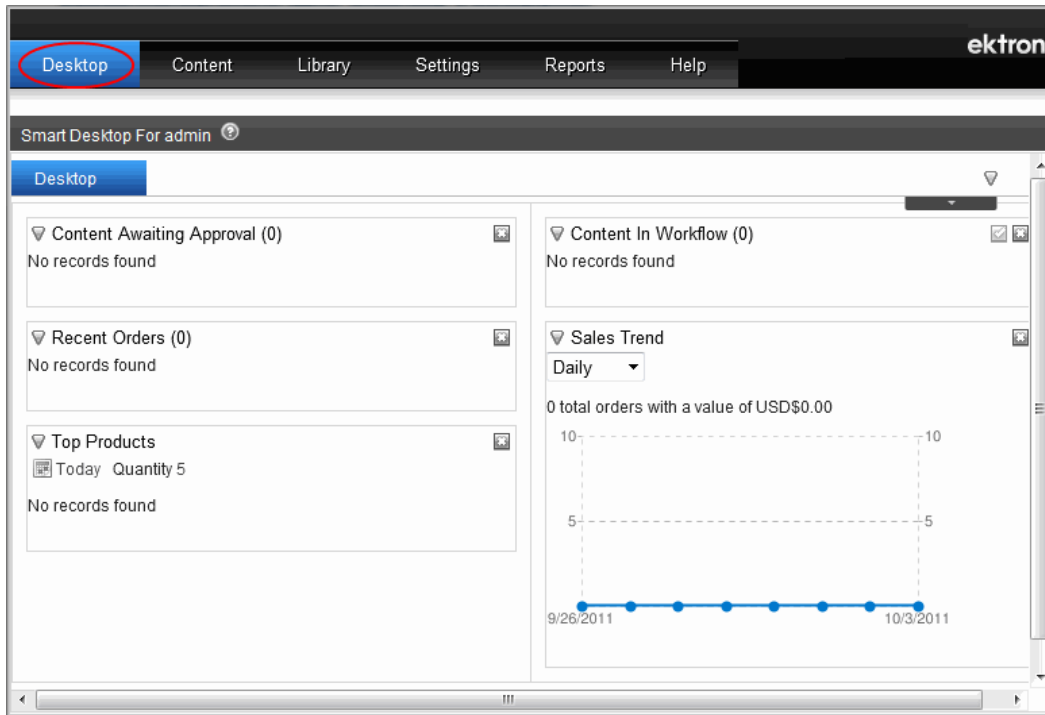 ektron
Desktop Content Library Settings Reports Help
Smart Desktop For admin ?
Desktop
Content Awaiting Approval (0)
No records found
Recent Orders (0)
No records found
Top Products
Today Quantity 5
No records found
Content In Workflow (0)
No records found
Sales Trend
Daily
0 total orders with a value of USD$0.00
10 10
5 5
9/26/2011 10/3/2011